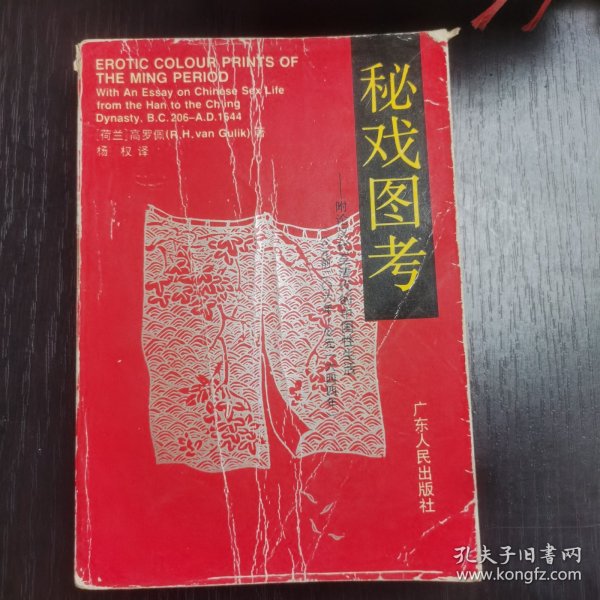 EROTIC COLOUR PRINTS OF
THE MING PERIOD
With An Essay on Chinese Sex Life
from the Han to the Ch'ing
Dynasty, B.C. 206–A.D. 1644
[荷兰]高罗佩(R.H. van Gulik)著
杨 权 译
秘戏图考
广东人民出版社
孔夫子旧书网
www.kongfz.com